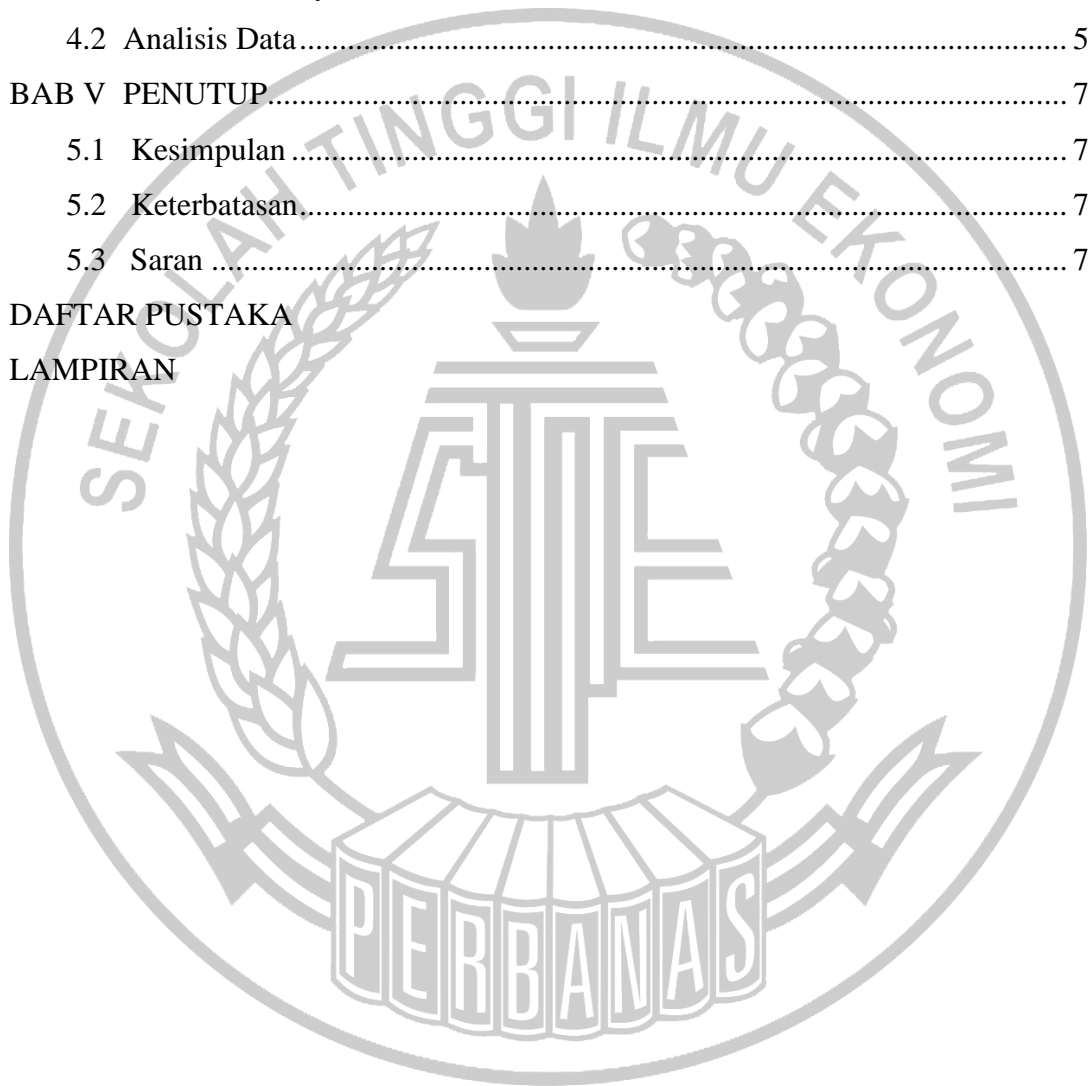 4.2 Analisis Data........................................................................................ 5
BAB V PENUTUP........................................................................................ 7
5.1 Kesimpulan........................................................................................ 7
5.2 Keterbatasan........................................................................................ 7
5.3 Saran........................................................................................ 7
DAFTAR PUSTAKA
LAMPIRAN
SEKOLAH TINGGI ILMU EKONOMI
STIE
PERBANAS